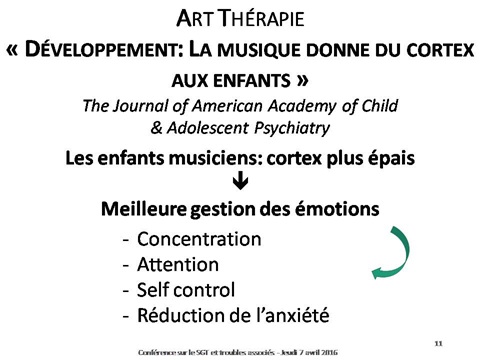 ART THÉRAPIE
« DÉVELOPPEMENT: LA MUSIQUE DONNE DU CORTEX
AUX ENFANTS »
The Journal of American Academy of Child
& Adolescent Psychiatry
Les enfants musiciens: cortex plus épais
Meilleure gestion des émotions
- Concentration
- Attention
- Self control
- Réduction de l'anxiété
11
Conférence sur le SGT et troubles associés - Jeudi 7 avril 2016